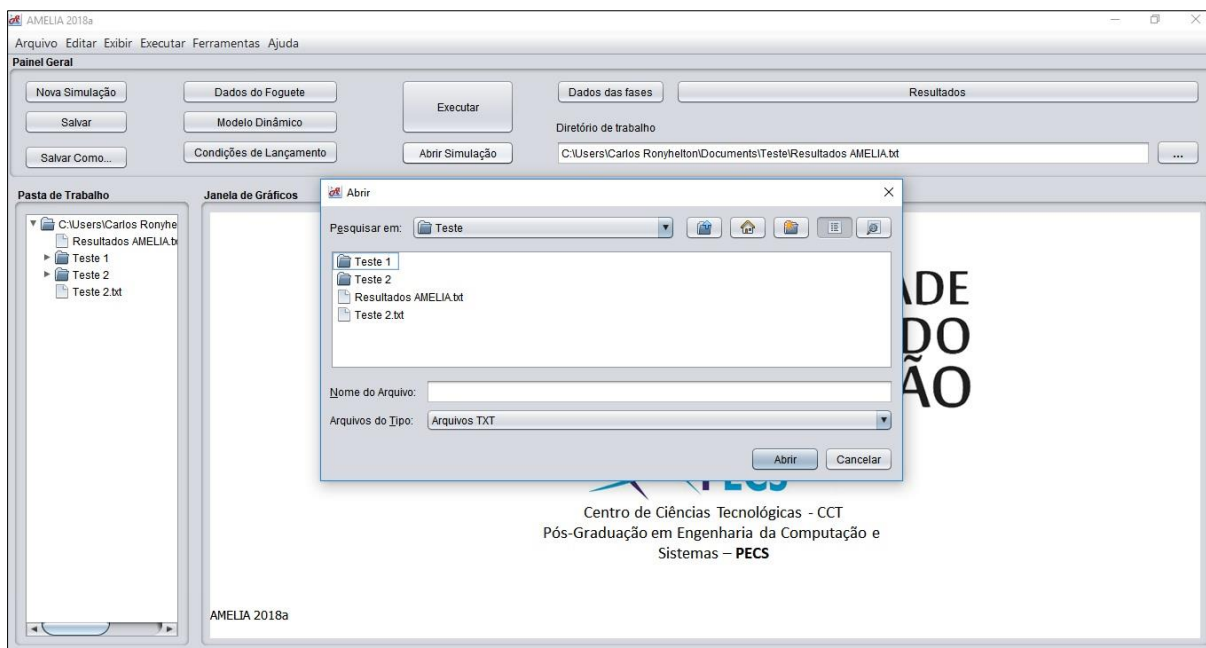 AMELIA 2018a
Arquivo Editar Exibir Executar Ferramentas Ajuda
Painel Geral
Nova Simulação
Dados do Foguete
Executar
Dados das fases
Resultados
Salvar
Modelo Dinâmico
Diretório de trabalho
Salvar Como...
Condições de Lançamento
Abrir Simulação
C:\Users\Carlos Ronyhelton\Documents\Teste\Resultados AMELIA.txt
...
Pasta de Trabalho
C:\Users\Carlos Ronyhe
Resultados AMELIA.tx
Teste 1
Teste 2
Teste 2.txt
Janela de Gráficos
Abrir
Pesquisar em:
Teste
Teste 1
Teste 2
Resultados AMELIA.txt
Teste 2.txt
Nome do Arquivo:
Arquivos do Tipo:
Arquivos TXT
Abrir
Cancelar
DADE
DO
ÃO
PECS
Centro de Ciências Tecnológicas - CCT
Pós-Graduação em Engenharia da Computação e
Sistemas – PECS
AMELIA 2018a